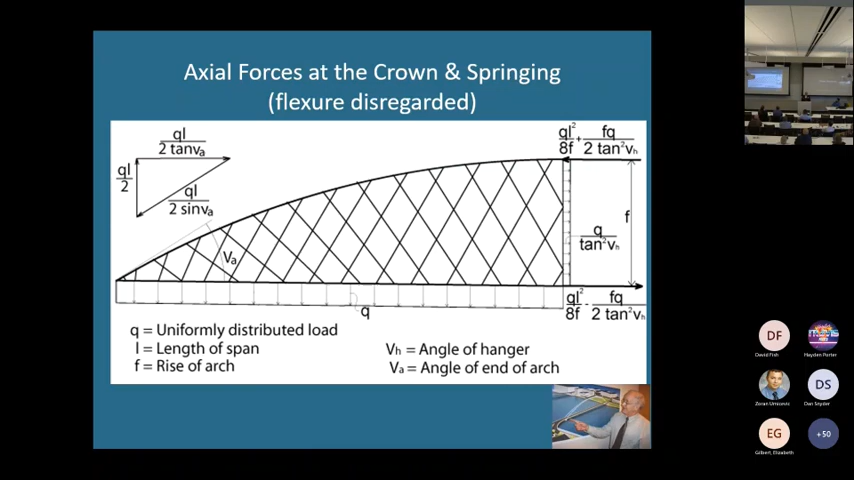 Axial Forces at the Crown & Springing
(flexure disregarded)
ql
2 tanva
ql
2
ql
2 sinva
Va
ql²
8f
+
fq
2 tan²vh
f
q
tan²vh
q
ql²
8f
-
fq
2 tan²vh
q = Uniformly distributed load
l = Length of span
f = Rise of arch
Vh = Angle of hanger
Va = Angle of end of arch
DF
David Fish
Hayden Porter
Zoran Umicevic
DS
Dan Snyder
EG
Gilbert, Elizabeth
+50